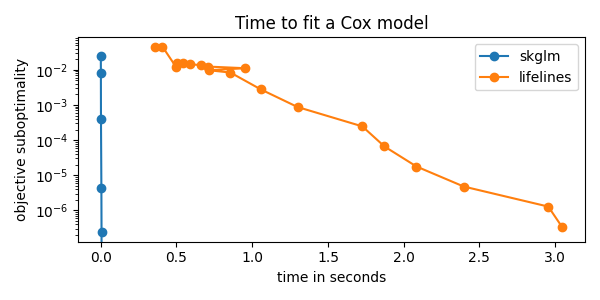 Time to fit a Cox model
objective suboptimality
10⁻²
10⁻³
10⁻⁴
10⁻⁵
10⁻⁶
skglm
lifelines
0.0 0.5 1.0 1.5 2.0 2.5 3.0
time in seconds